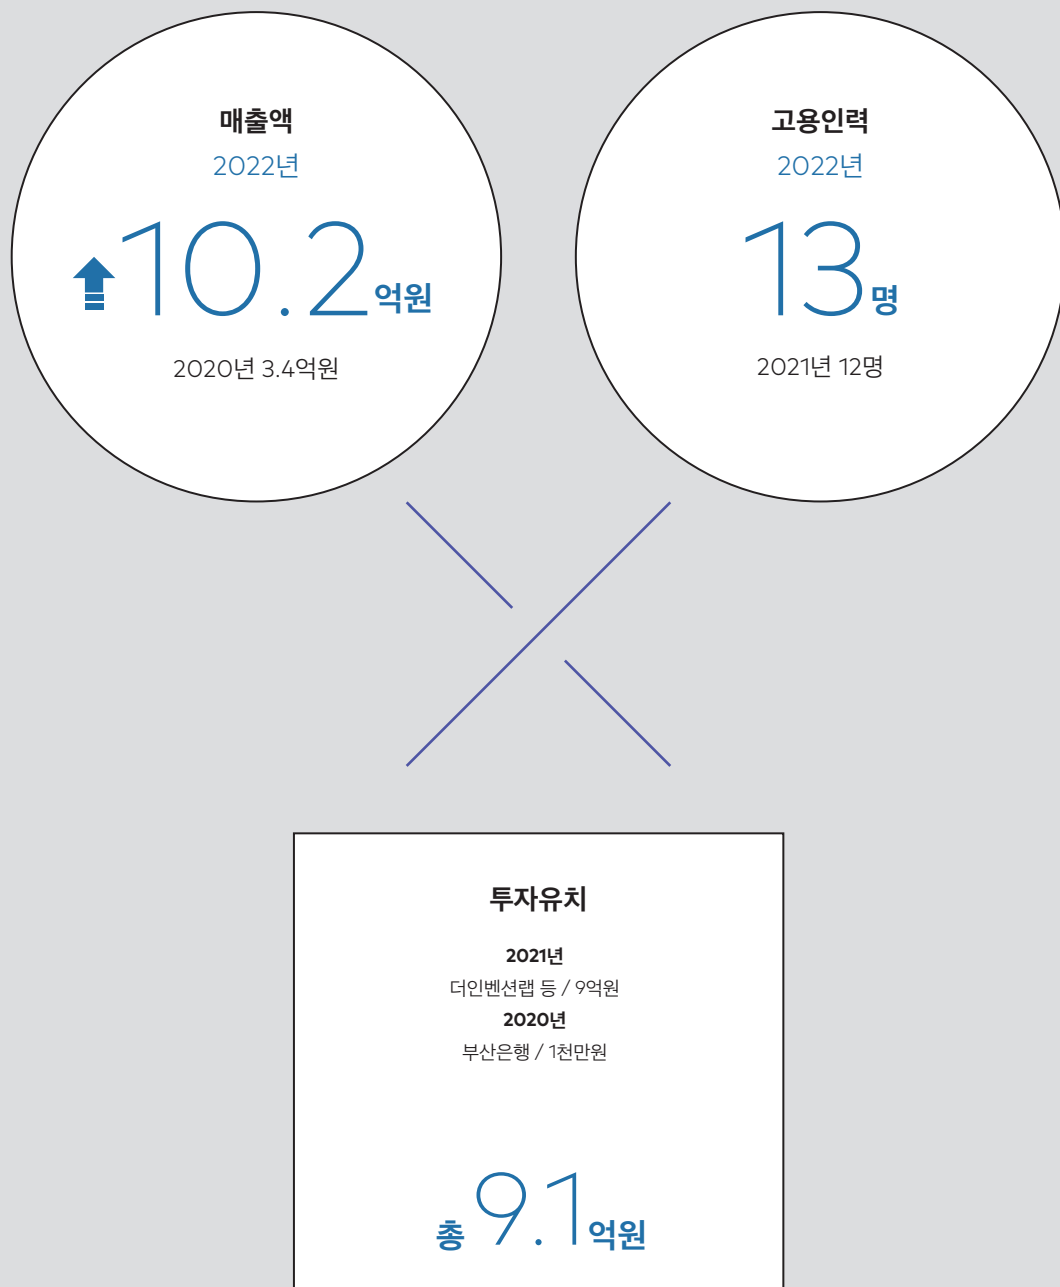 매출액
2022년
10.2억원
2020년 3.4억원
고용인력
2022년
13명
2021년 12명
투자유치
2021년
더인벤션랩 등 / 9억원
2020년
부산은행 / 1천만원
총 9.1억원